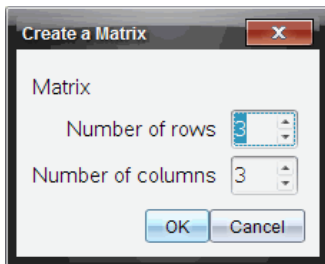 Create a Matrix
Matrix
Number of rows 3
Number of columns 3
OK Cancel